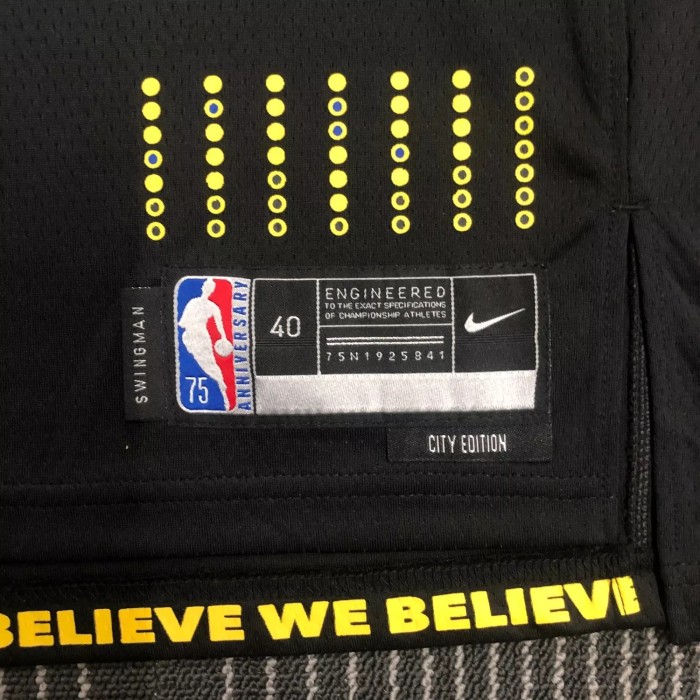 SWINGMAN
75
ANNIVERSARY
40
ENGINEERED
TO THE EXACT SPECIFICATIONS
OF CHAMPIONSHIP ATHLETES
75N1925841
CITY EDITION
BELIEVE WE BELIEVE